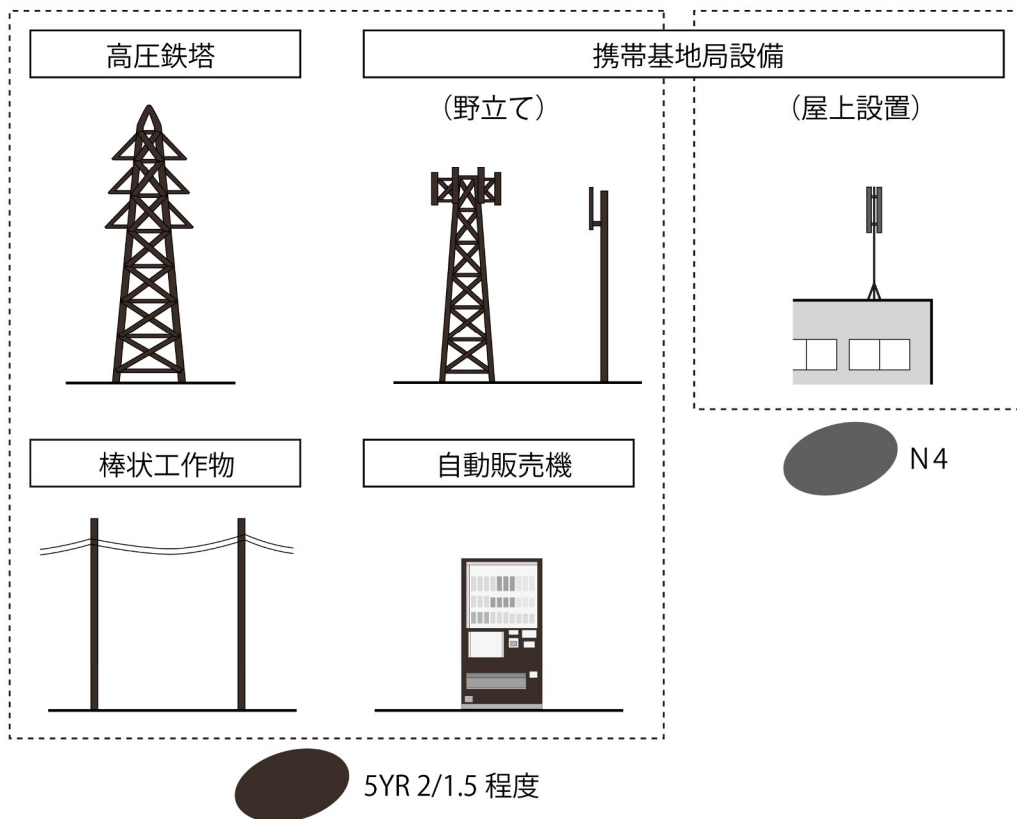 高圧鉄塔
携帯基地局設備
（野立て）
（屋上設置）
N4
棒状工作物
自動販売機
5YR 2/1.5 程度